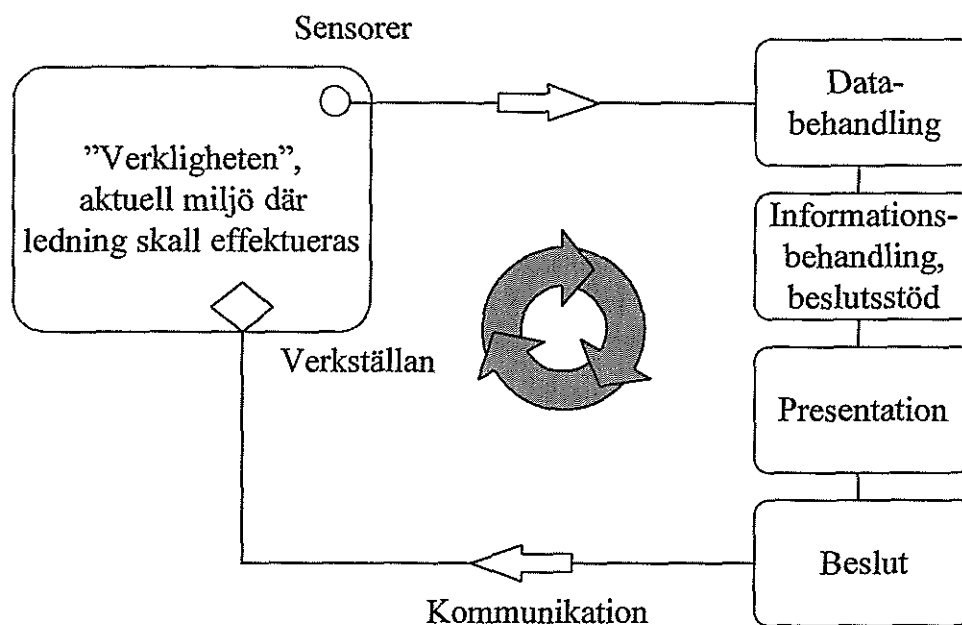 Sensorer
”Verkligheten”,
aktuell miljö där
ledning skall effektueras
Data-
behandling
Informations-
behandling,
beslutsstöd
Verkställan
Presentation
Beslut
Kommunikation